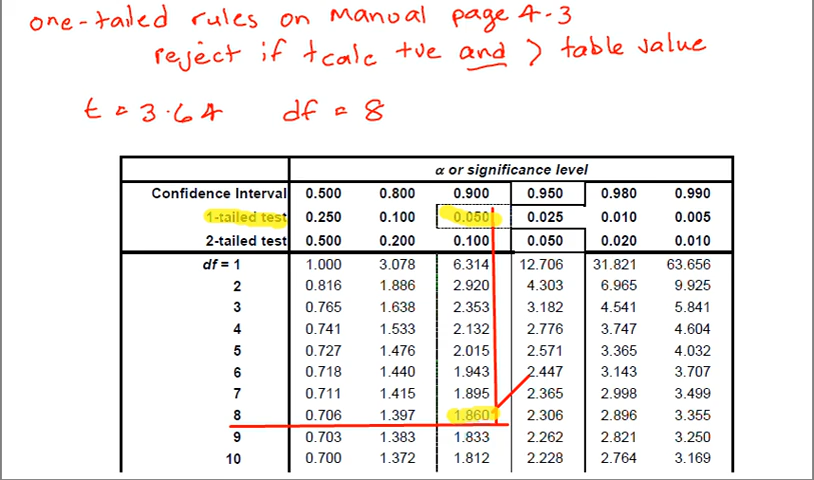 one-tailed rules on Manual page 4-3
reject if tcalc +ve and > table value
t = 3.64 df = 8
α or significance level
Confidence Interval 0.500 0.800 0.900 0.950 0.980 0.990
1-tailed test 0.250 0.100 0.050 0.025 0.010 0.005
2-tailed test 0.500 0.200 0.100 0.050 0.020 0.010
df = 1 1.000 3.078 6.314 12.706 31.821 63.656
2 0.816 1.886 2.920 4.303 6.965 9.925
3 0.765 1.638 2.353 3.182 4.541 5.841
4 0.741 1.533 2.132 2.776 3.747 4.604
5 0.727 1.476 2.015 2.571 3.365 4.032
6 0.718 1.440 1.943 2.447 3.143 3.707
7 0.711 1.415 1.895 2.365 2.998 3.499
8 0.706 1.397 1.860 2.306 2.896 3.355
9 0.703 1.383 1.833 2.262 2.821 3.250
10 0.700 1.372 1.812 2.228 2.764 3.169